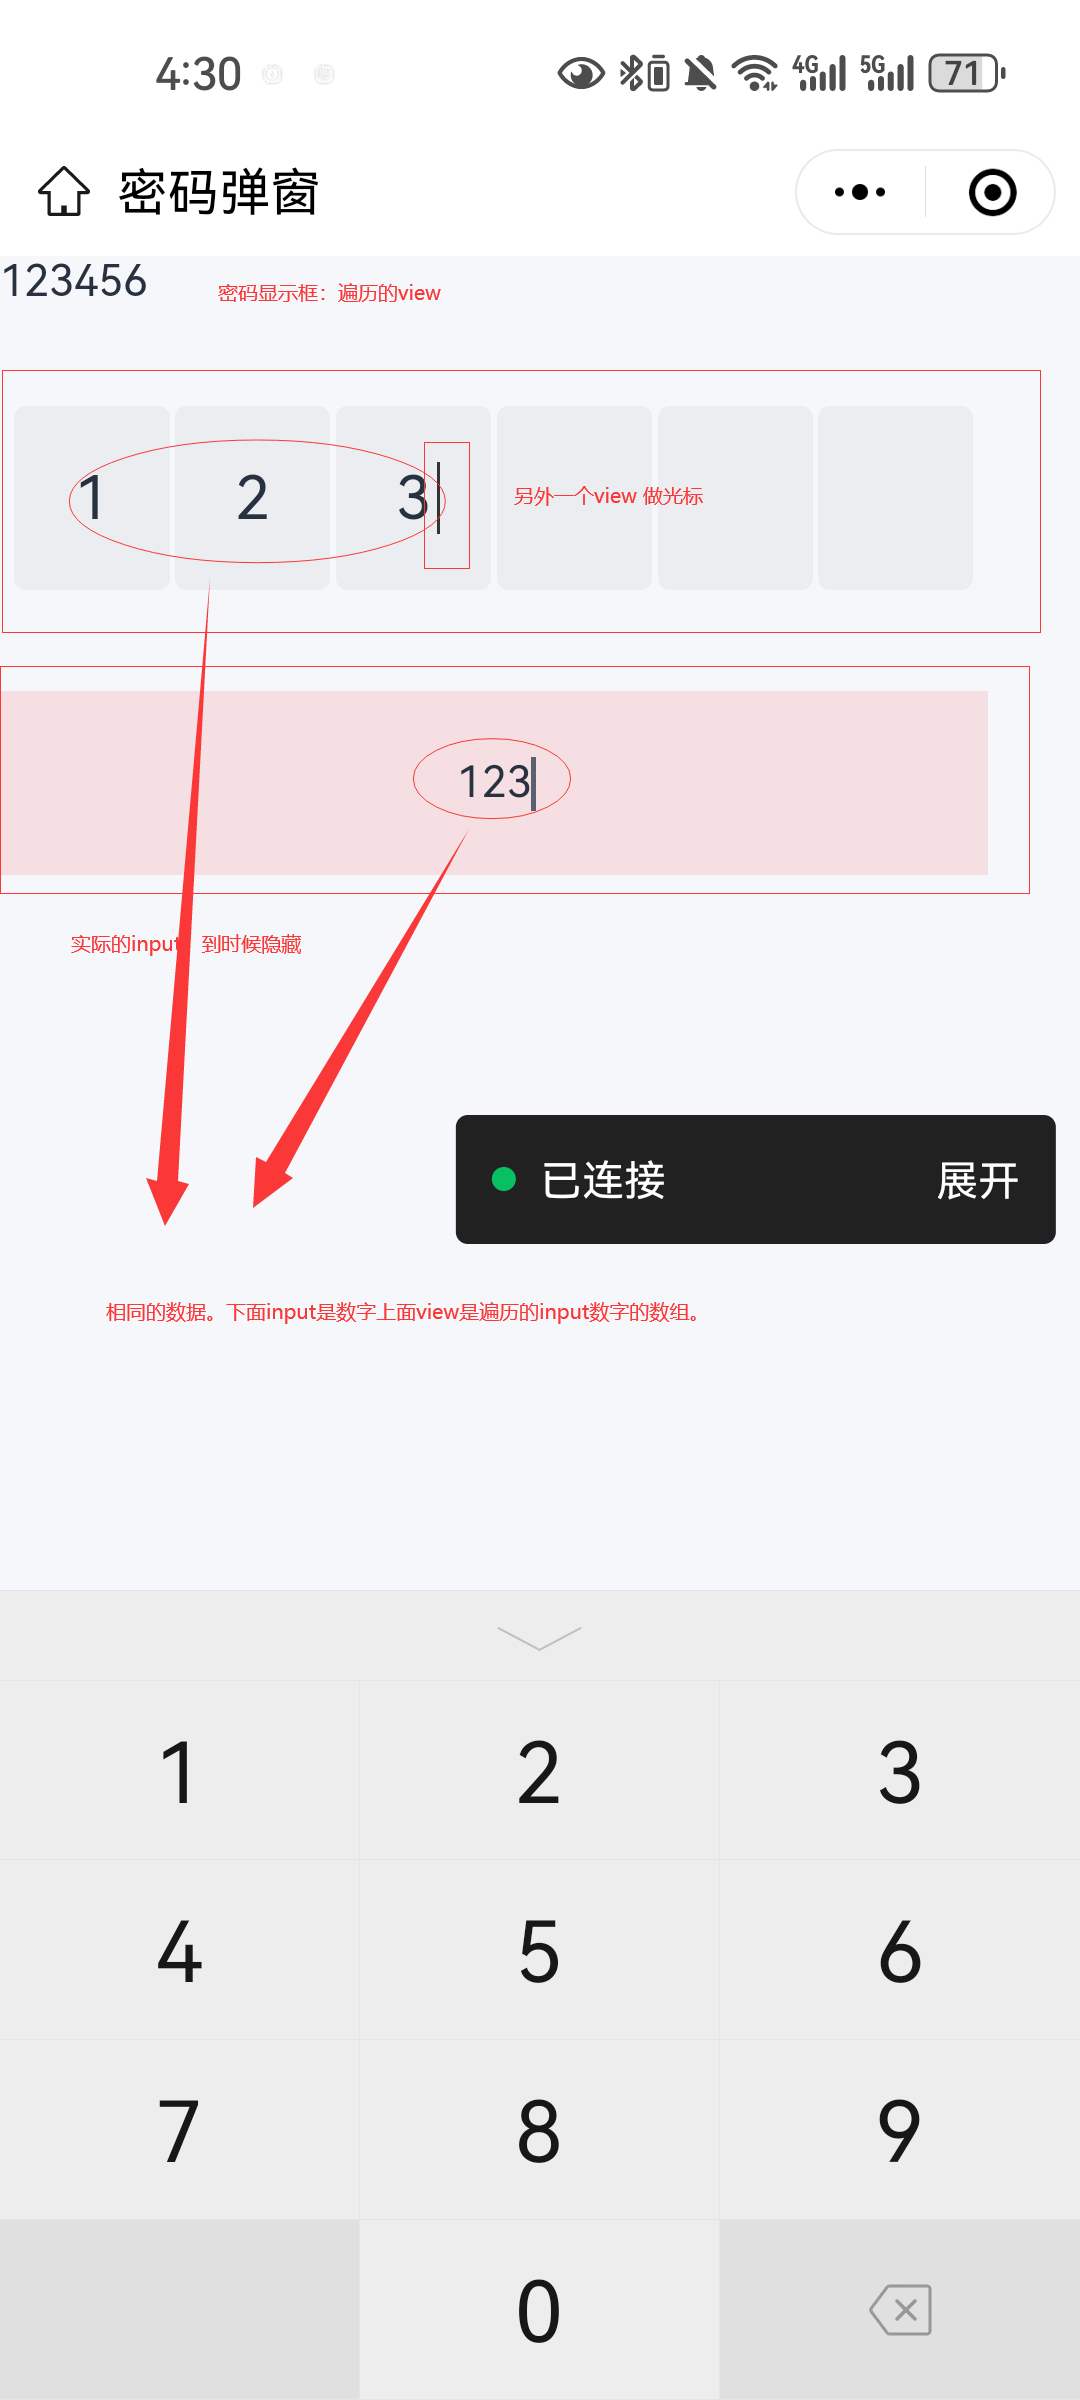 4:30
4G 5G 71
密码弹窗
123456
密码显示框：遍历的view
1 2 3
另外一个view 做光标
123
实际的input 到时候隐藏
已连接 展开
相同的数据。下面input是数字上面view是遍历的input数字的数组。
1 2 3
4 5 6
7 8 9
0